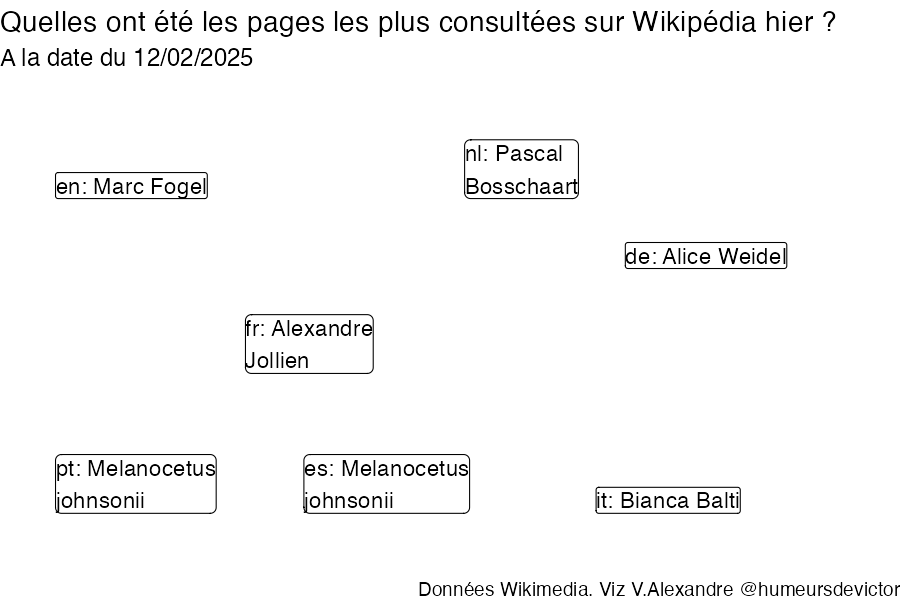 Quelles ont été les pages les plus consultées sur Wikipédia hier ?
A la date du 12/02/2025
nl: Pascal
Bosschaart
en: Marc Fogel
de: Alice Weidel
fr: Alexandre
Jollien
pt: Melanocetus
johnsonii
es: Melanocetus
johnsonii
it: Bianca Balti
Données Wikimedia. Viz V.Alexandre @humeursdevictor